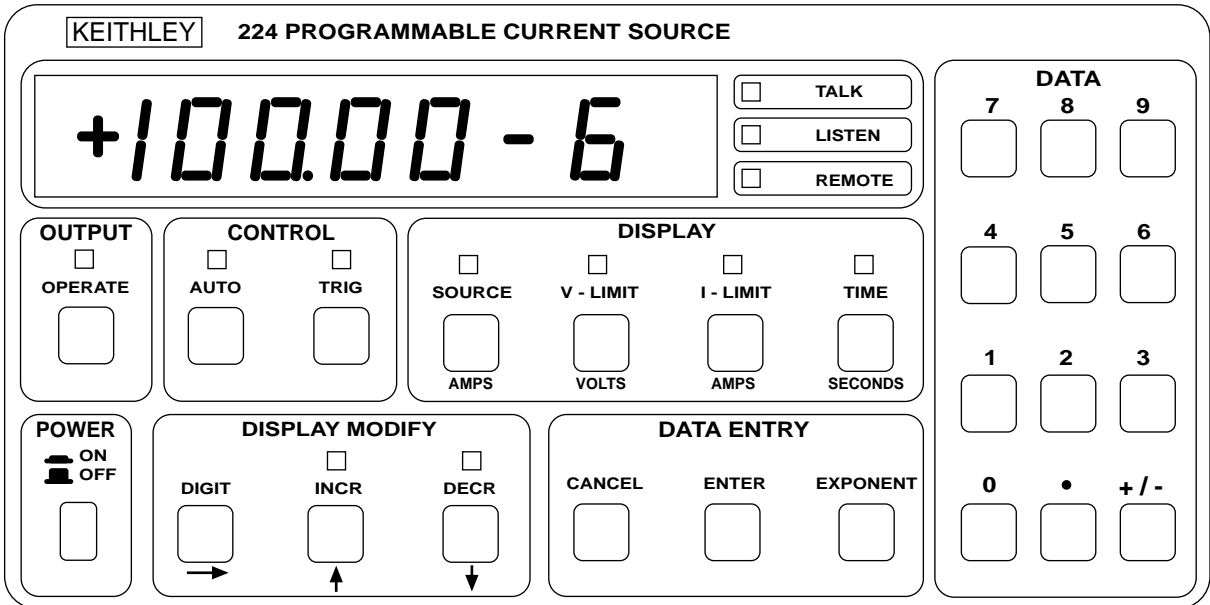 KEITHLEY 224 PROGRAMMABLE CURRENT SOURCE
+100.00 - 6
TALK
LISTEN
REMOTE
DATA
7 8 9
4 5 6
1 2 3
0 • + / -
OUTPUT
OPERATE
CONTROL
AUTO TRIG
DISPLAY
SOURCE V - LIMIT I - LIMIT TIME
AMPS VOLTS AMPS SECONDS
POWER
ON
OFF
DISPLAY MODIFY
DIGIT INCR DECR
DATA ENTRY
CANCEL ENTER EXPONENT